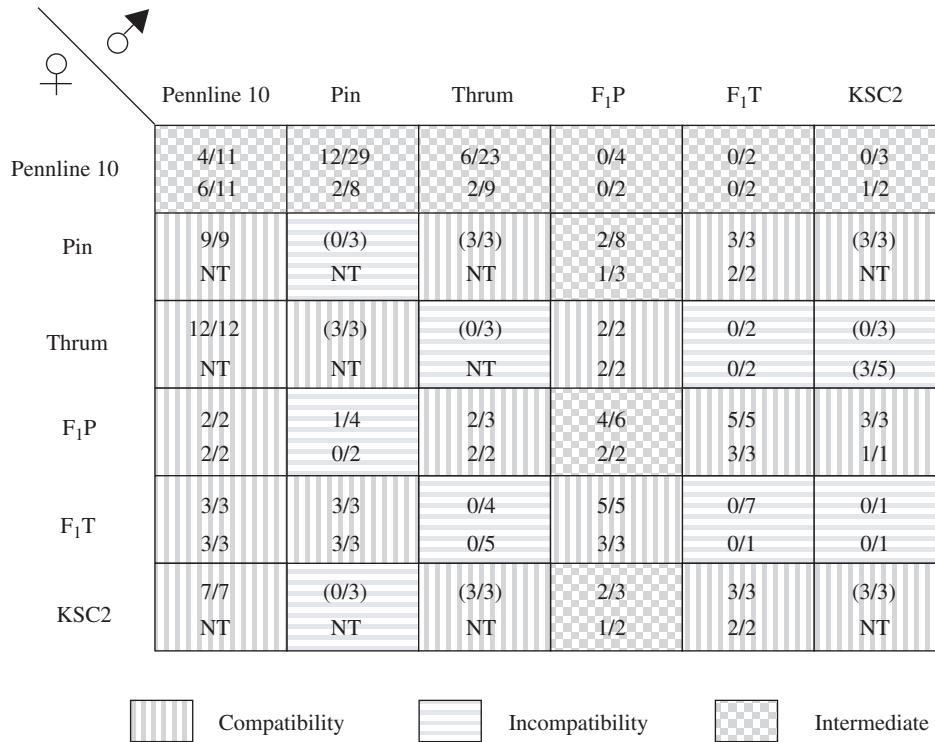 Pennline 10 Pin Thrum F₁P F₁T KSC2
Pennline 10 4/11 12/29 6/23 0/4 0/2 0/3
6/11 2/8 2/9 0/2 0/2 1/2
Pin 9/9 (0/3) (3/3) 2/8 3/3 (3/3)
NT NT NT 1/3 2/2 NT
Thrum 12/12 (3/3) (0/3) 2/2 0/2 (0/3)
NT NT NT 2/2 0/2 (3/5)
F₁P 2/2 1/4 2/3 4/6 5/5 3/3
2/2 0/2 2/2 2/2 3/3 1/1
F₁T 3/3 3/3 0/4 5/5 0/7 0/1
3/3 3/3 0/5 3/3 0/1 0/1
KSC2 7/7 (0/3) (3/3) 2/3 3/3 (3/3)
NT NT NT 1/2 2/2 NT
Compatibility Incompatibility Intermediate